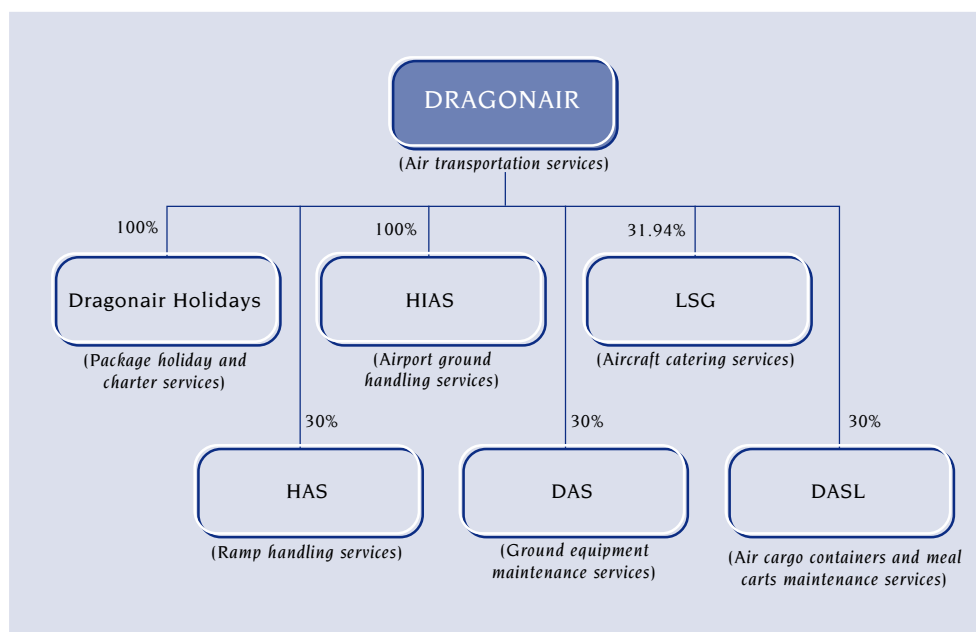 DRAGONAIR
(Air transportation services)
100%
100%
31.94%
Dragonair Holidays
HIAS
LSG
(Package holiday and
charter services)
(Airport ground
handling services)
(Aircraft catering services)
30%
30%
30%
HAS
DAS
DASL
(Ramp handling services)
(Ground equipment
maintenance services)
(Air cargo containers and meal
carts maintenance services)